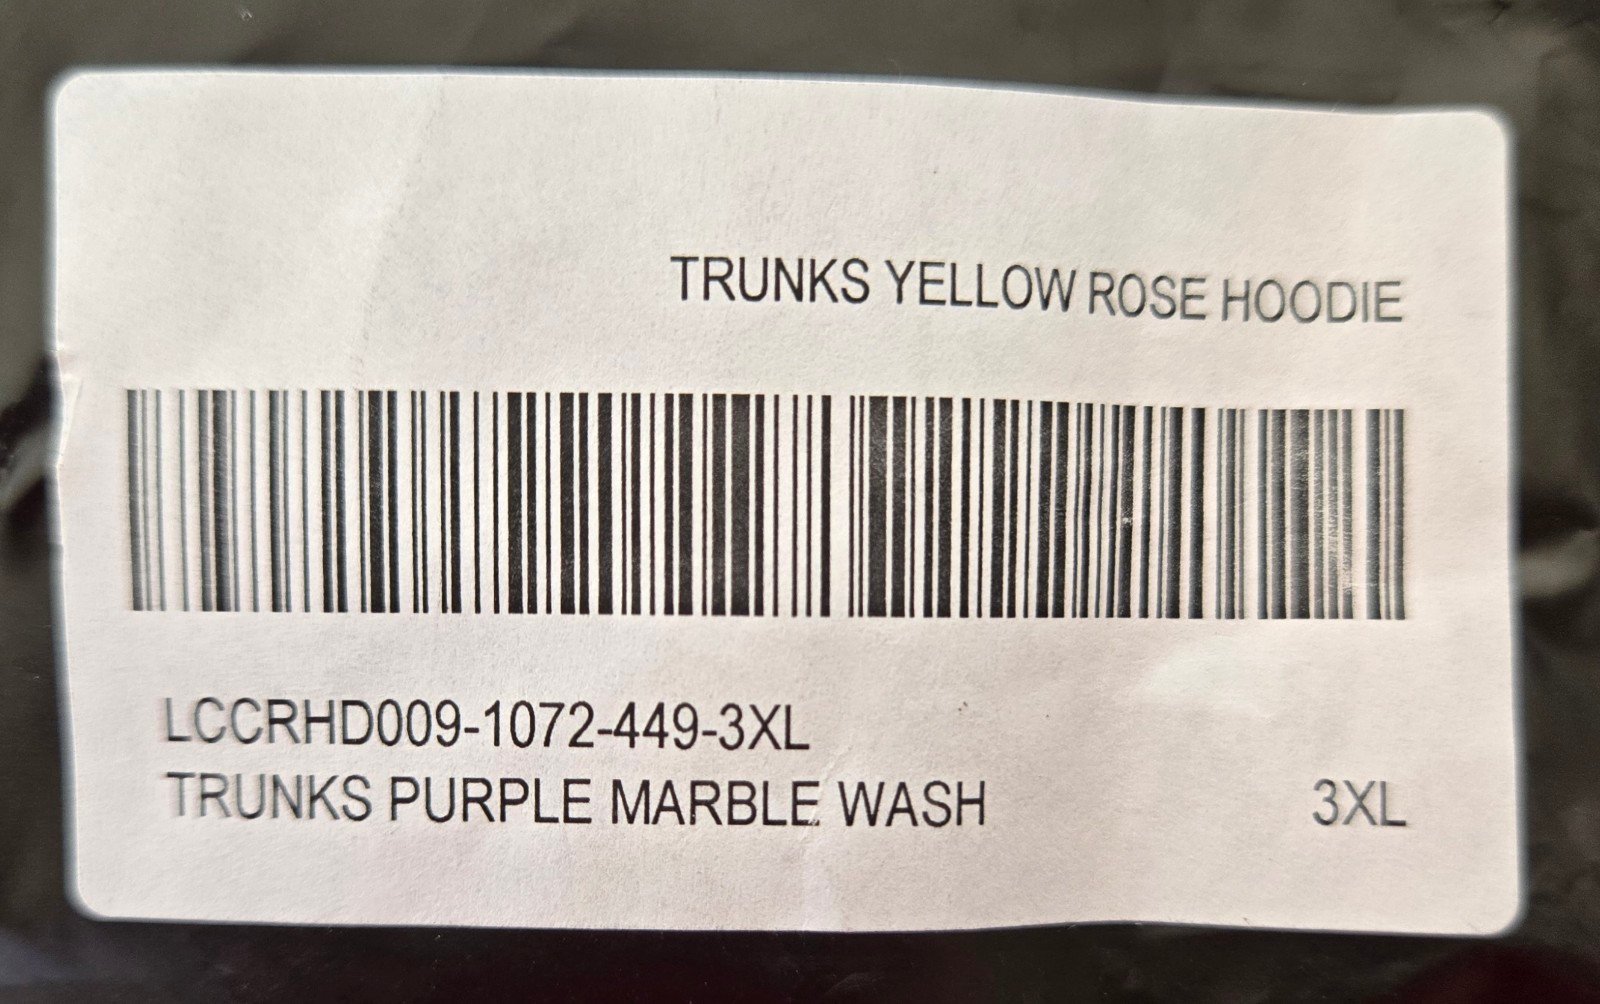 TRUNKS YELLOW ROSE HOODIE
LCCRHD009-1072-449-3XL
TRUNKS PURPLE MARBLE WASH 3XL